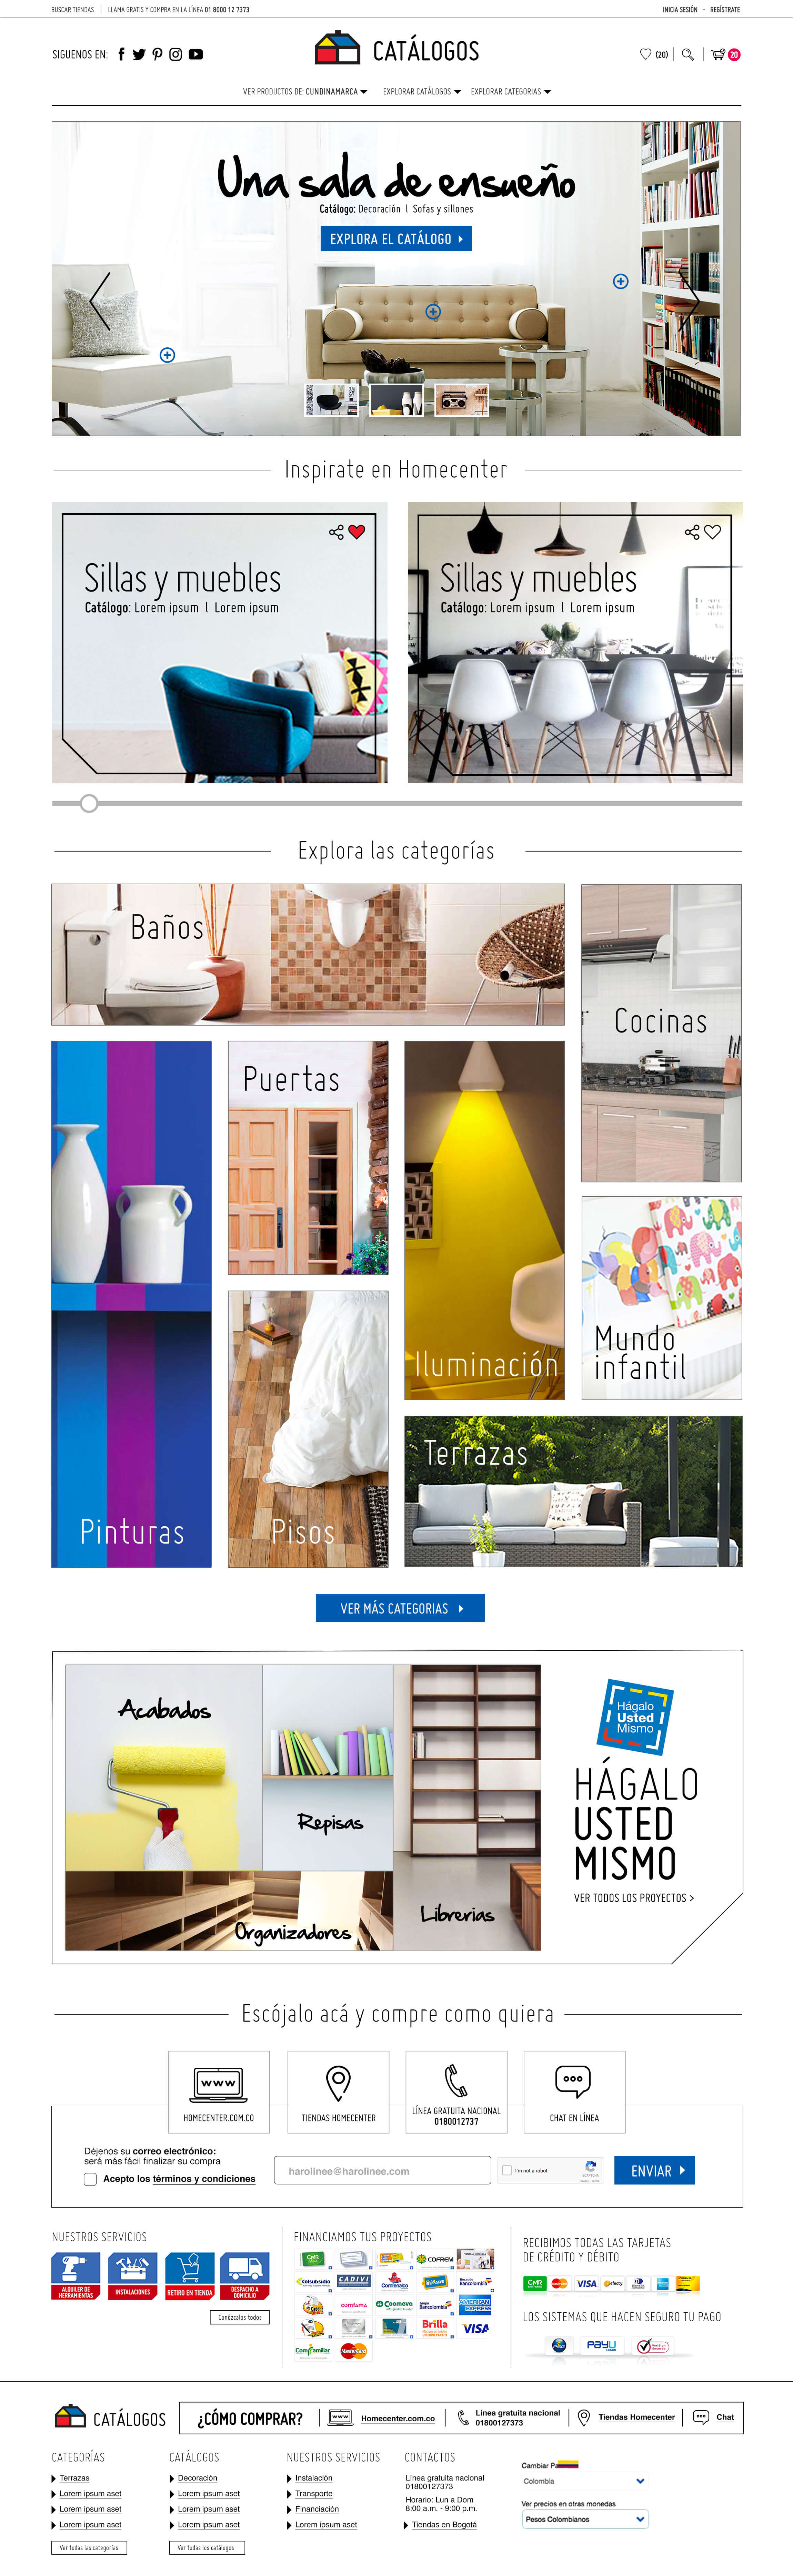 BUSCAR TIENDAS | LLAMA GRATIS Y COMPRA EN LA LÍNEA 01 8000 12 7373
INICIA SESIÓN - REGÍSTRATE
SIGUENOS EN:
CATÁLOGOS
(20)
20
VER PRODUCTOS DE: CUNDINAMARCA
EXPLORAR CATÁLOGOS
EXPLORAR CATEGORIAS
Una sala de ensueño
Catálogo: Decoración | Sofas y sillones
EXPLORA EL CATÁLOGO
Inspirate en Homecenter
Sillas y muebles
Catálogo: Lorem ipsum | Lorem ipsum
Sillas y muebles
Catálogo: Lorem ipsum | Lorem ipsum
Explora las categorías
Baños
Cocinas
Puertas
Iluminación
Mundo
infantil
Terrazas
Pinturas
Pisos
VER MÁS CATEGORIAS
Acabados
Repisas
Organizadores
Librerias
Hágalo
Usted
Mismo
HÁGALO
USTED
MISMO
VER TODOS LOS PROYECTOS >
Escójalo acá y compre como quiera
WWW
HOMECENTER.COM.CO
TIENDAS HOMECENTER
LÍNEA GRATUITA NACIONAL
0180012737
CHAT EN LÍNEA
Déjenos su correo electrónico:
será más fácil finalizar su compra
Acepto los términos y condiciones
harolinee@harolinee.com
I'm not a robot
ENVIAR
NUESTROS SERVICIOS
ALQUILER DE
HERRAMIENTAS
INSTALACIONES
RETIRO EN TIENDA
DESPACHO A
DOMICILIO
Conózcalos todos
FINANCIAMOS TUS PROYECTOS
CMR
COFREM
Colsubsidio
CADIVI
Comfenalco
Bancolombia
comfama
Coomeva
Bancolombia
AMERICAN
EXPRESS
Brilla
VISA
Comfamiliar
MasterCard
RECIBIMOS TODAS LAS TARJETAS
DE CRÉDITO Y DÉBITO
CMR
VISA
LOS SISTEMAS QUE HACEN SEGURO TU PAGO
PayU
CATÁLOGOS
¿CÓMO COMPRAR?
WWW
Homecenter.com.co
Línea gratuita nacional
01800127373
Tiendas Homecenter
Chat
CATEGORÍAS
Terrazas
Lorem ipsum aset
Lorem ipsum aset
Lorem ipsum aset
Ver todas las categorías
CATÁLOGOS
Decoración
Lorem ipsum aset
Lorem ipsum aset
Lorem ipsum aset
Ver todas los catálogos
NUESTROS SERVICIOS
Instalación
Transporte
Financiación
Lorem ipsum aset
CONTACTOS
Línea gratuita nacional
01800127373
Horario: Lun a Dom
8:00 a.m. - 9:00 p.m.
Tiendas en Bogotá
Cambiar Pa
Colombia
Ver precios en otras monedas
Pesos Colombianos